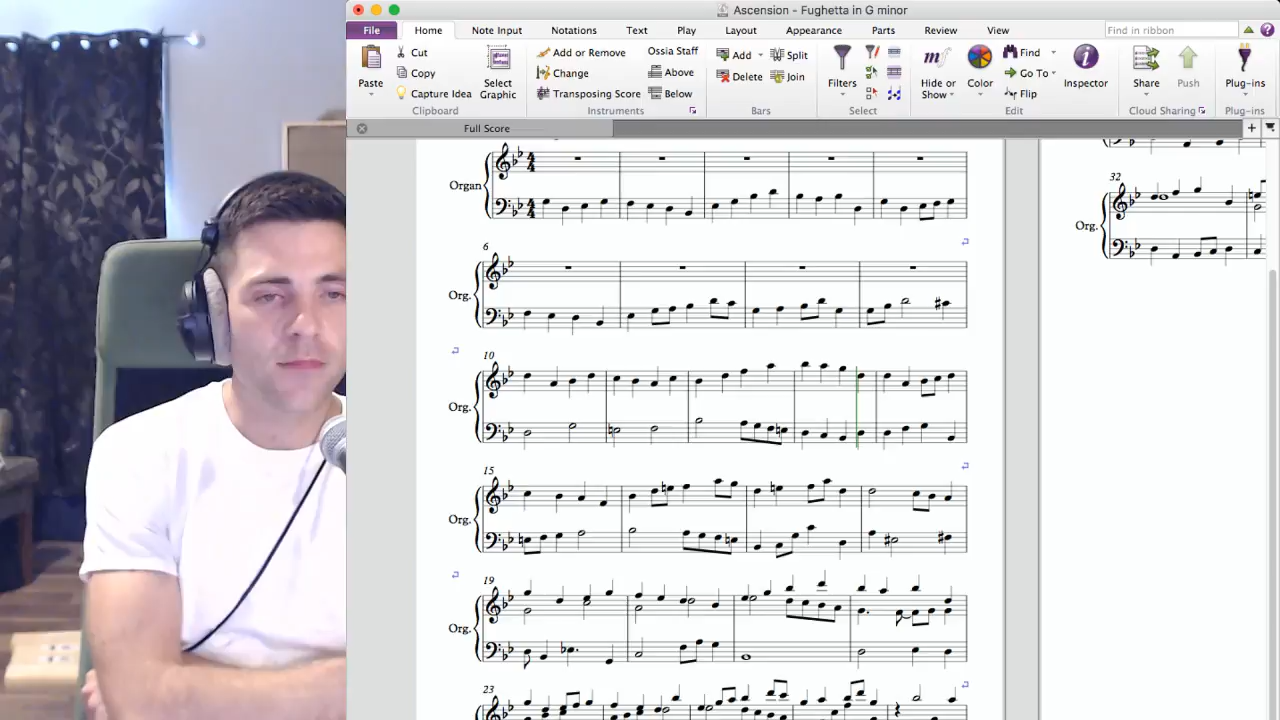 Ascension - Fughetta in G minor
File Home Note Input Notations Text Play Layout Appearance Parts Review View Find in ribbon
Paste Cut Copy Capture Idea Select Graphic Clipboard
Add or Remove Change Transposing Score Ossia Staff Above Below Instruments
Add Delete Split Join Bars
Filters Select
Hide or Show Color Find Go To Flip Inspector Edit
Share Push Cloud Sharing
Plug-ins Plug-ins
Full Score
Organ
32
Org.
6
Org.
10
Org.
15
Org.
19
Org.
23